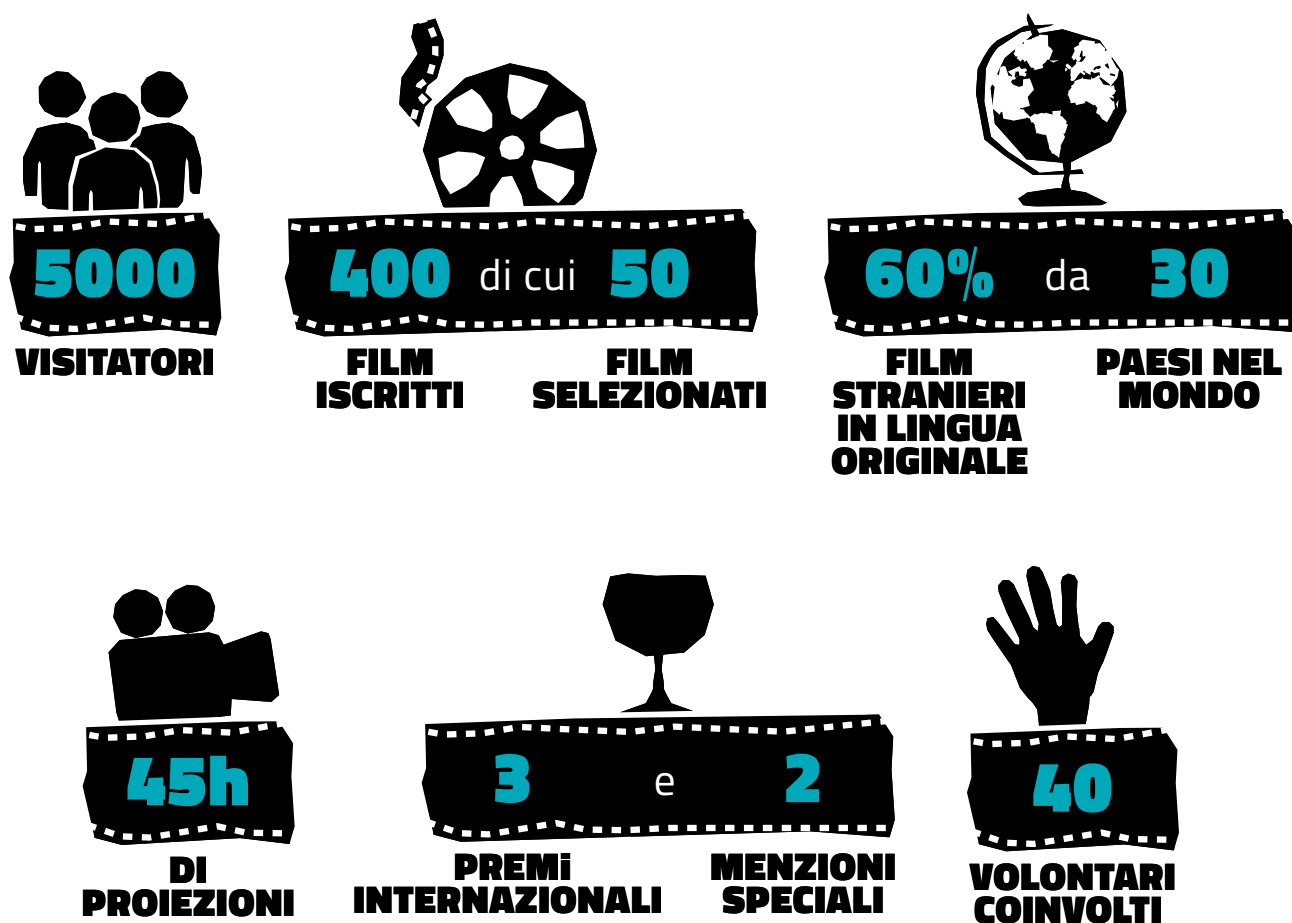 5000
VISITATORI
400 di cui 50
FILM
ISCRITTI
FILM
SELEZIONATI
60% da 30
FILM
STRANIERI
IN LINGUA
ORIGINALE
PAESI NEL
MONDO
45h
DI
PROIEZIONI
3 e 2
PREMi
INTERNAZIONALI
MENZIONI
SPECIALI
40
VOLONTARI
COINVOLTI